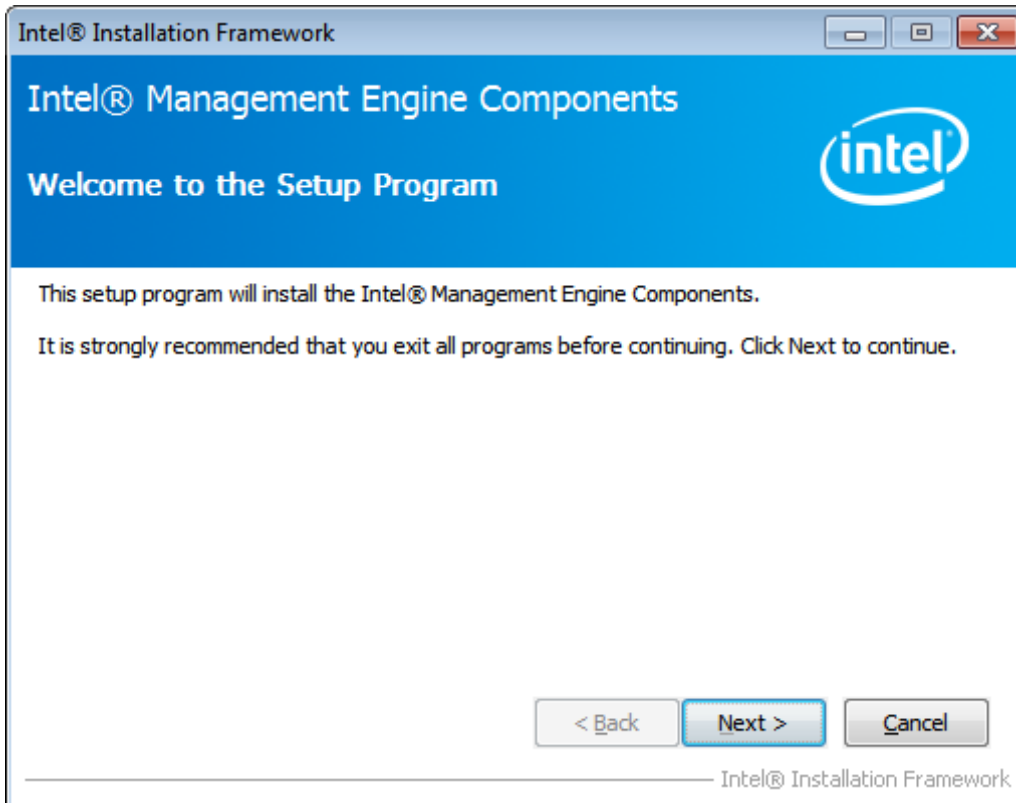 Intel® Installation Framework
Intel® Management Engine Components
intel
Welcome to the Setup Program
This setup program will install the Intel® Management Engine Components.
It is strongly recommended that you exit all programs before continuing. Click Next to continue.
< Back Next > Cancel
Intel® Installation Framework